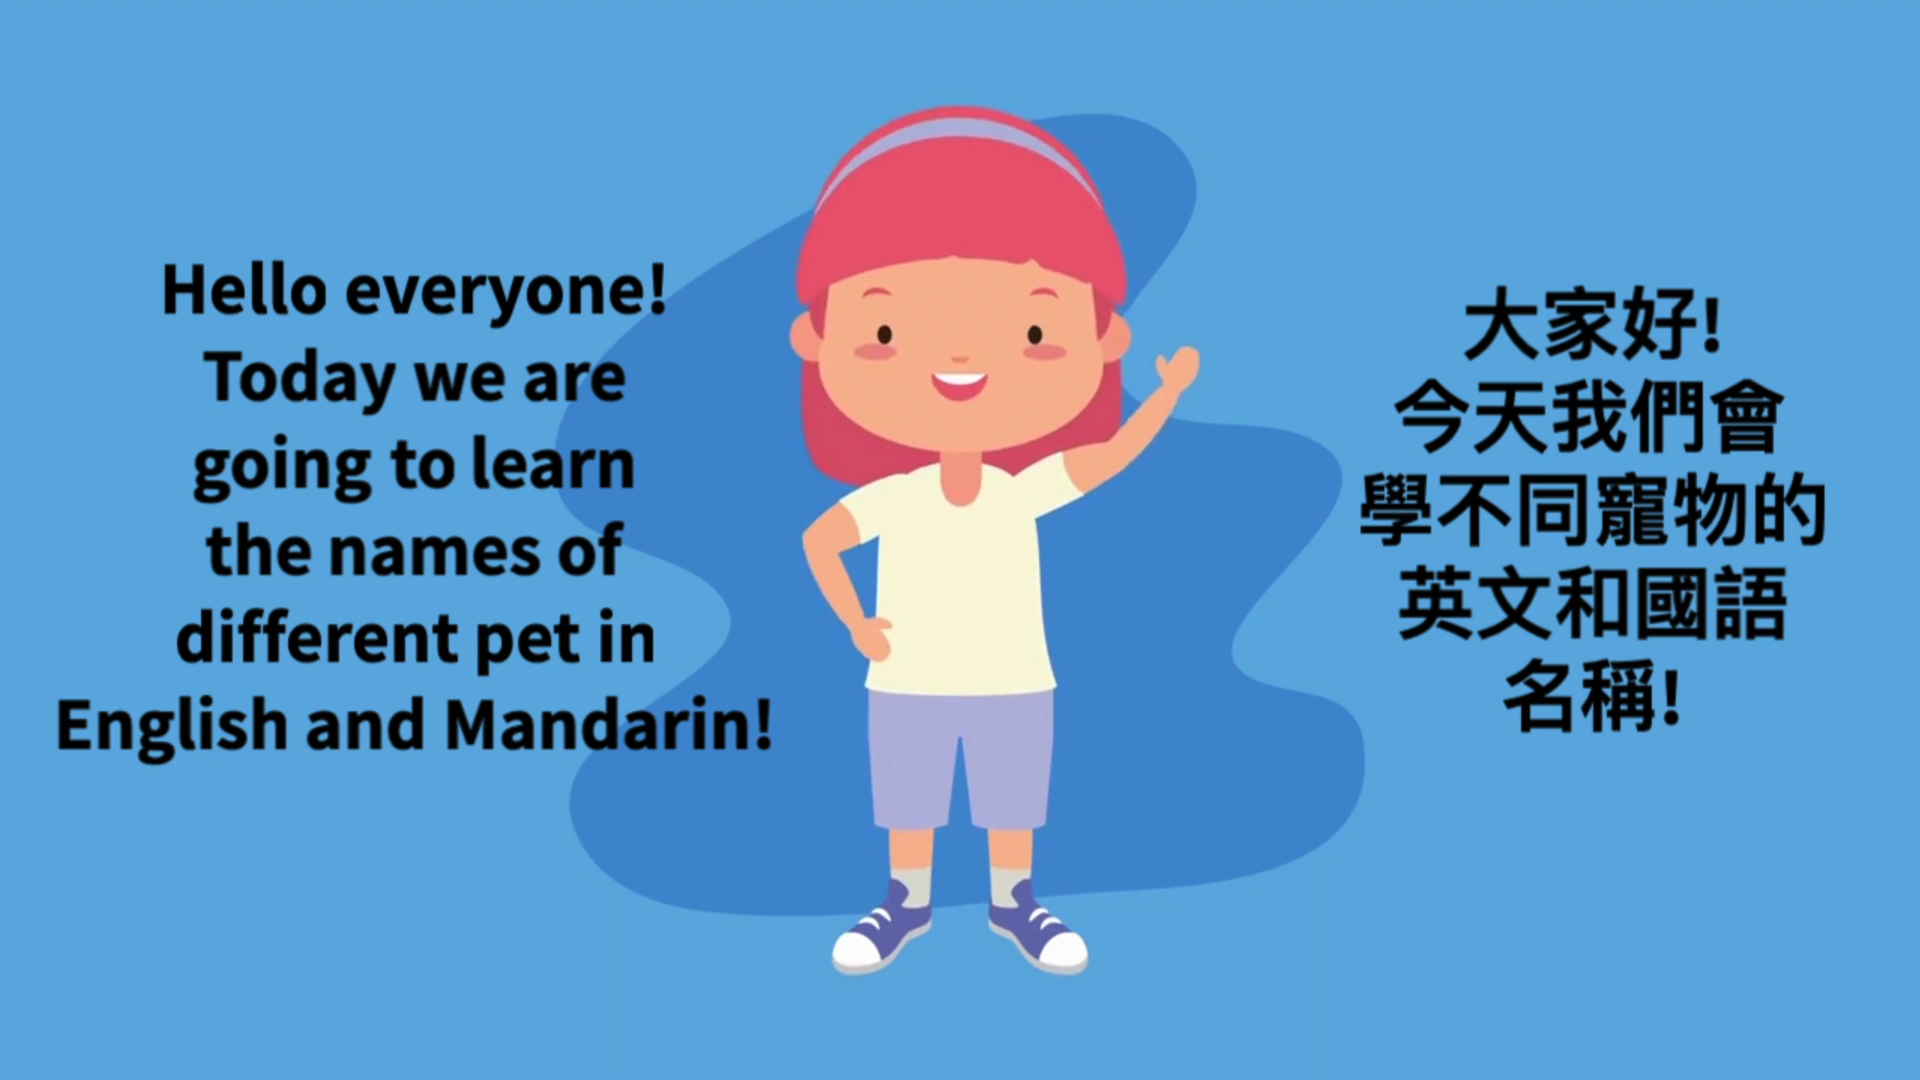 Hello everyone!
Today we are
going to learn
the names of
different pet in
English and Mandarin!
大家好!
今天我們會
學不同寵物的
英文和國語
名稱!